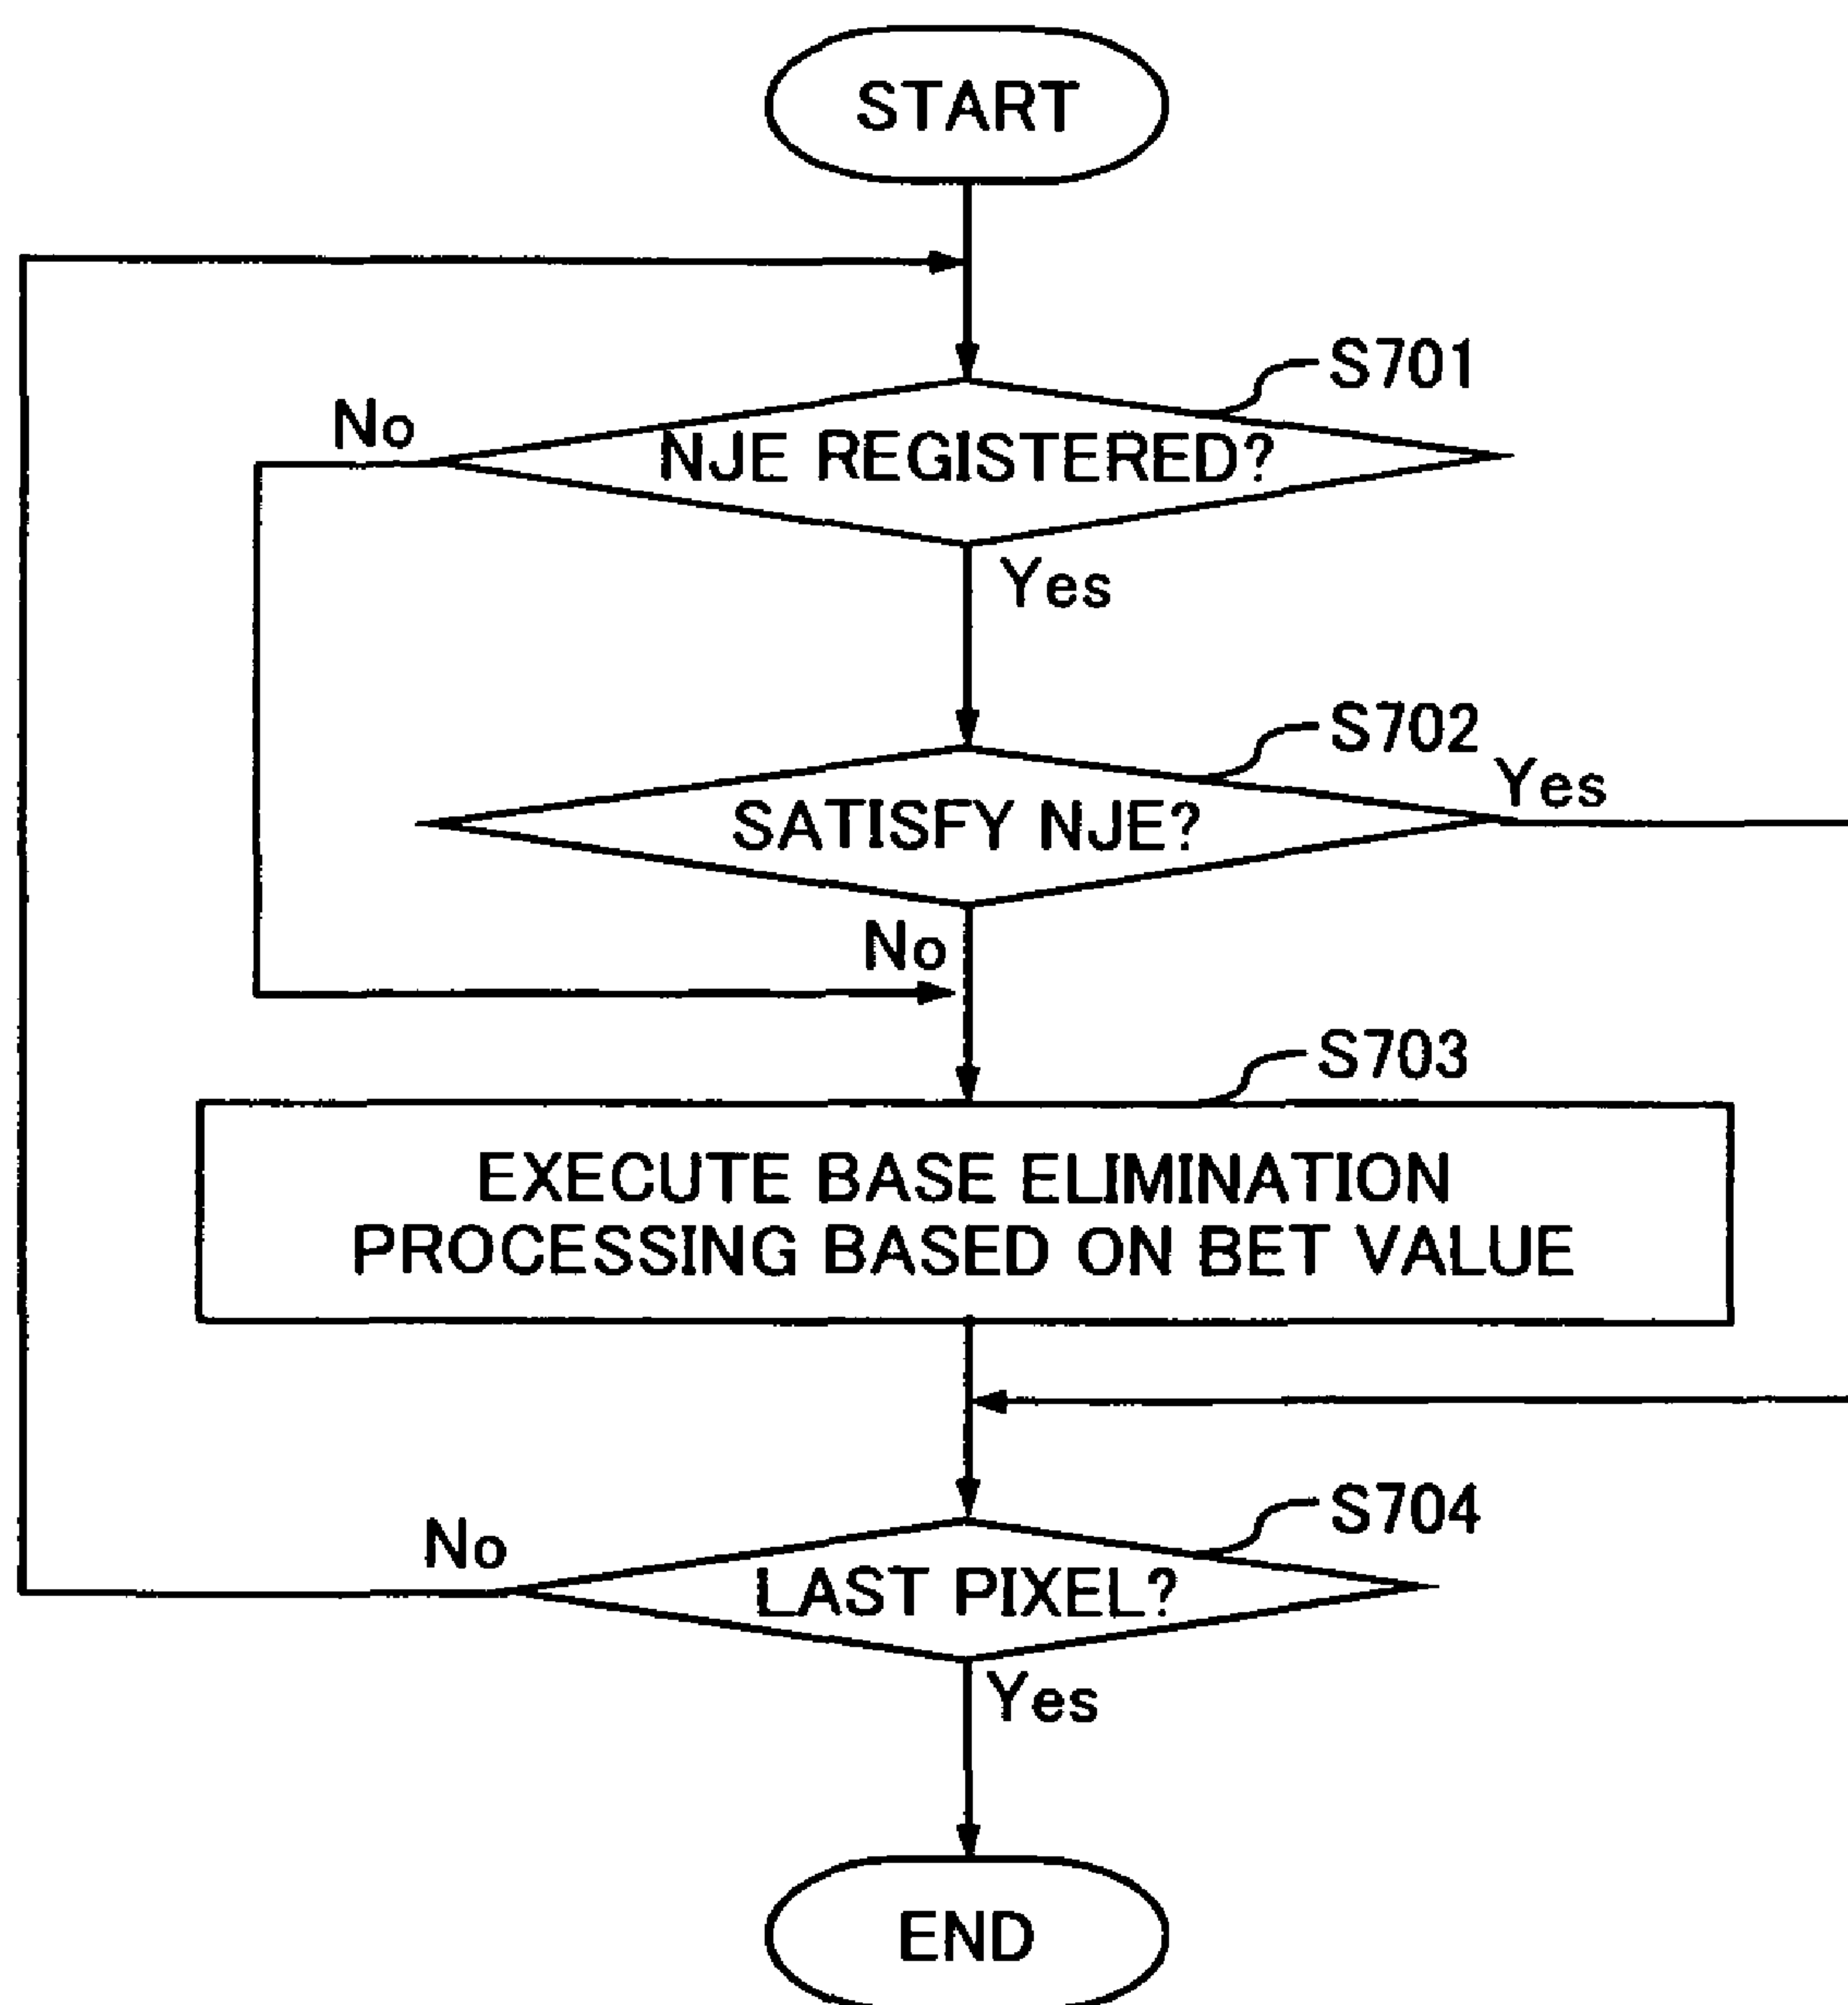 START
S701
No
NJE REGISTERED?
Yes
S702
Yes
SATISFY NJE?
No
S703
EXECUTE BASE ELIMINATION
PROCESSING BASED ON BET VALUE
S704
No
LAST PIXEL?
Yes
END